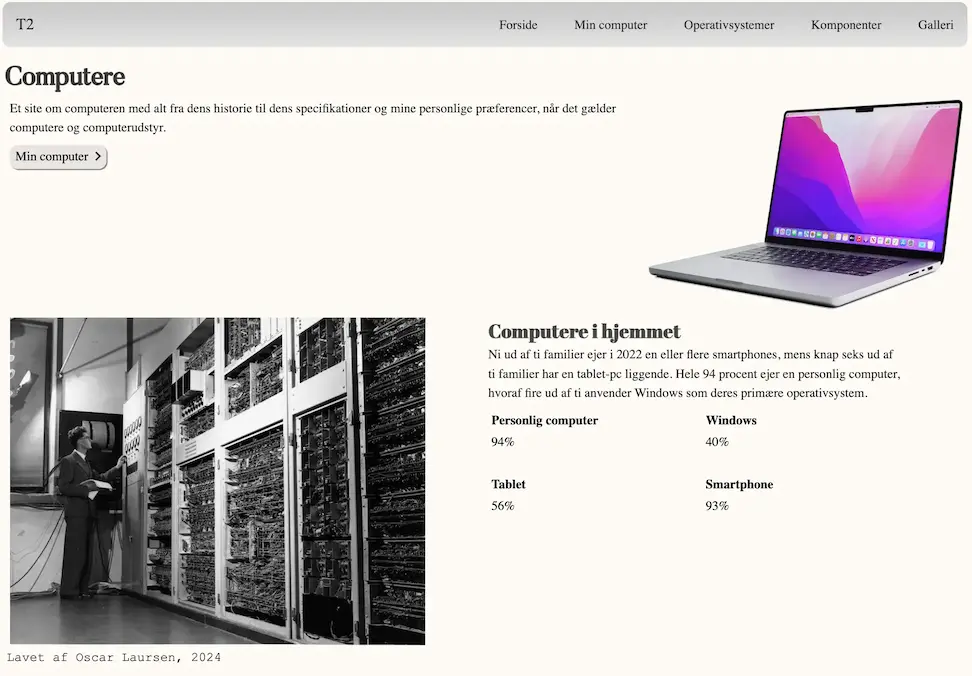 T2
Forside
Min computer
Operativsystemer
Komponenter
Galleri
Computere
Et site om computeren med alt fra dens historie til dens specifikationer og mine personlige præferencer, når det gælder
computere og computerudstyr.
Min computer
Computere i hjemmet
Ni ud af ti familier ejer i 2022 en eller flere smartphones, mens knap seks ud af
ti familier har en tablet-pc liggende. Hele 94 procent ejer en personlig computer,
hvoraf fire ud af ti anvender Windows som deres primære operativsystem.
Personlig computer
Windows
94%
40%
Tablet
Smartphone
56%
93%
Lavet af Oscar Laursen, 2024